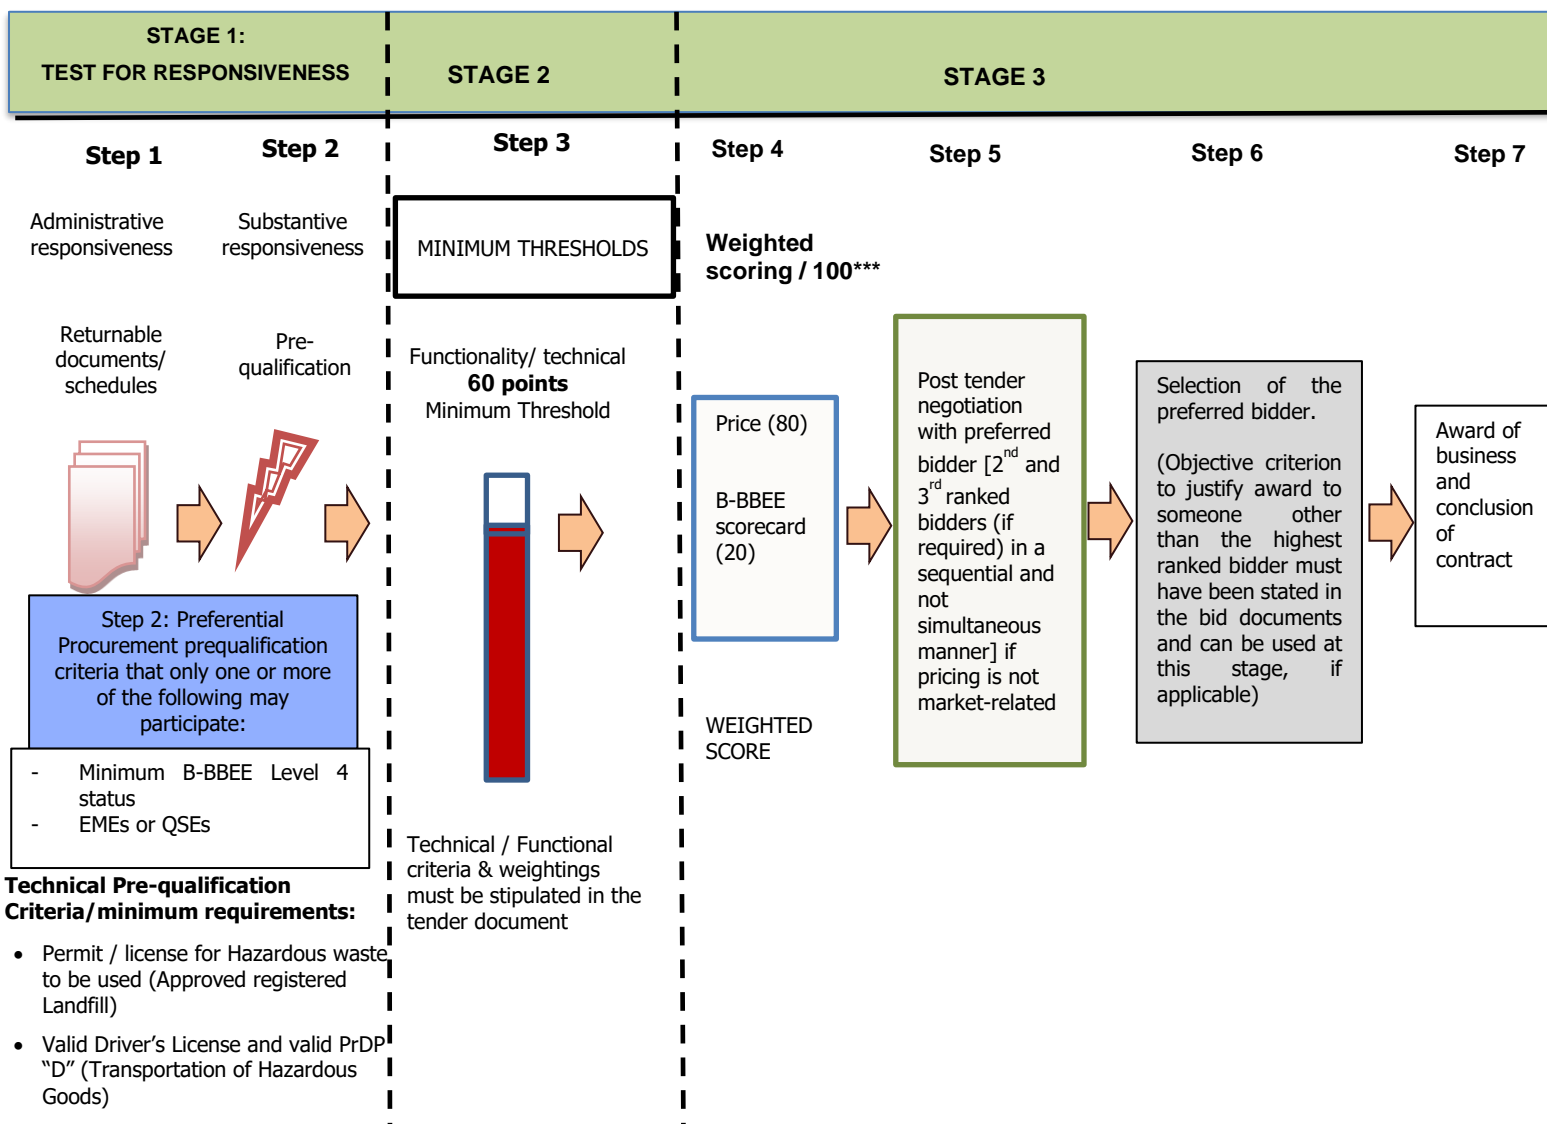 STAGE 1:
TEST FOR RESPONSIVENESS
STAGE 2
STAGE 3
Step 1
Step 2
Step 3
Step 4
Step 5
Step 6
Step 7
Administrative
responsiveness
Substantive
responsiveness
MINIMUM THRESHOLDS
Weighted
scoring / 100***
Returnable
documents/
schedules
Pre-
qualification
Functionality/ technical
60 points
Minimum Threshold
Price (80)
B-BBEE
scorecard
(20)
Post tender
negotiation
with preferred
bidder [2nd and
3rd ranked
bidders (if
required) in a
sequential and
not
simultaneous
manner] if
pricing is not
market-related
Selection of the
preferred bidder.
(Objective criterion
to justify award to
someone other
than the highest
ranked bidder must
have been stated in
the bid documents
and can be used at
this stage, if
applicable)
Award of
business
and
conclusion
of
contract
Step 2: Preferential
Procurement prequalification
criteria that only one or more
of the following may
participate:
- Minimum B-BBEE Level 4
status
- EMEs or QSEs
WEIGHTED
SCORE
Technical / Functional
criteria & weightings
must be stipulated in the
tender document
Technical Pre-qualification
Criteria/minimum requirements:
• Permit / license for Hazardous waste
to be used (Approved registered
Landfill)
• Valid Driver's License and valid PrDP
“D” (Transportation of Hazardous
Goods)